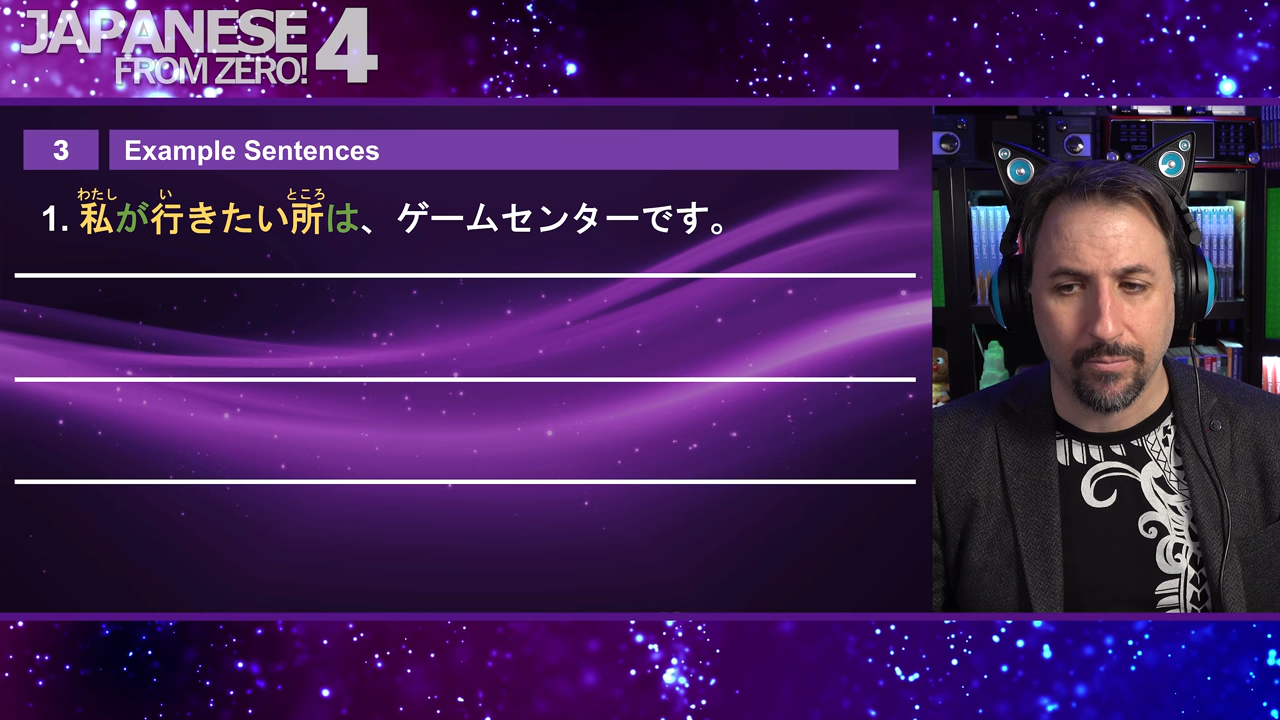 JAPANESE
FROM ZERO! 4
3 Example Sentences
わたし い ところ
1. 私が行きたい所は、ゲームセンターです。